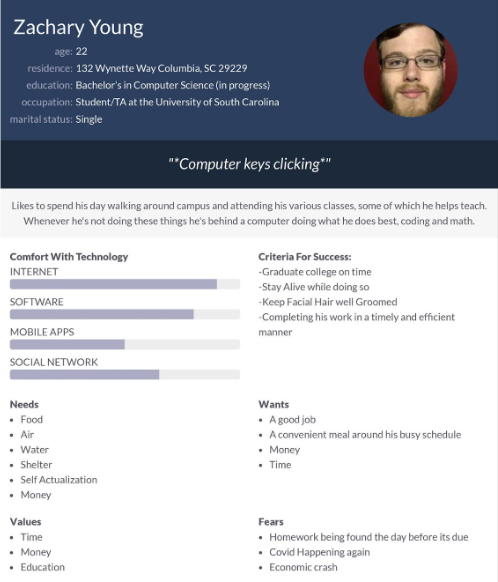 Zachary Young
age: 22
residence: 132 Wynette Way Columbia, SC 29229
education: Bachelor's in Computer Science (in progress)
occupation: Student/TA at the University of South Carolina
marital status: Single
"*Computer keys clicking*"
Likes to spend his day walking around campus and attending his various classes, some of which he helps teach.
Whenever he's not doing these things he's behind a computer doing what he does best, coding and math.
Comfort With Technology
INTERNET
SOFTWARE
MOBILE APPS
SOCIAL NETWORK
Criteria For Success:
-Graduate college on time
-Stay Alive while doing so
-Keep Facial Hair well Groomed
-Completing his work in a timely and efficient
manner
Needs
• Food
• Air
• Water
• Shelter
• Self Actualization
• Money
Wants
• A good job
• A convenient meal around his busy schedule
• Money
• Time
Values
• Time
• Money
• Education
Fears
• Homework being found the day before its due
• Covid Happening again
• Economic crash